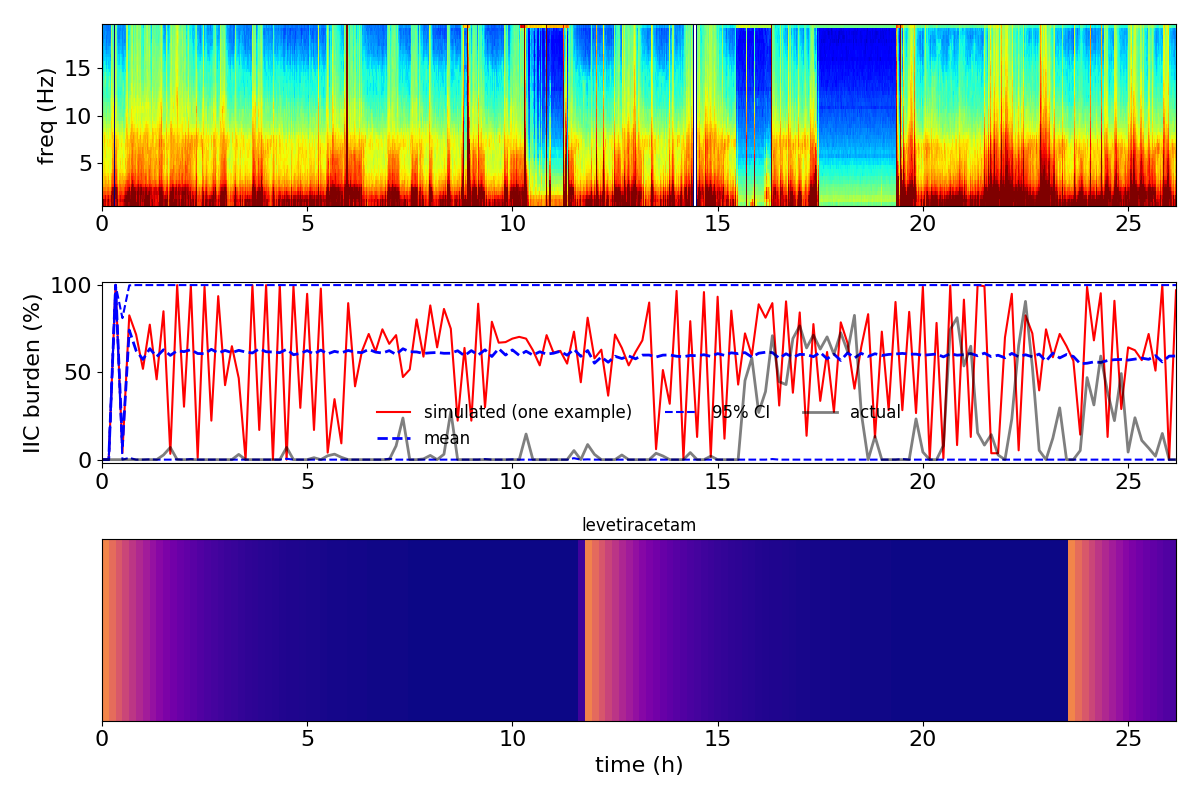 freq (Hz)
15
10
5
0 5 10 15 20 25
IIC burden (%)
100
50
0
simulated (one example) 95% CI actual
mean
0 5 10 15 20 25
levetiracetam
0 5 10 15 20 25
time (h)